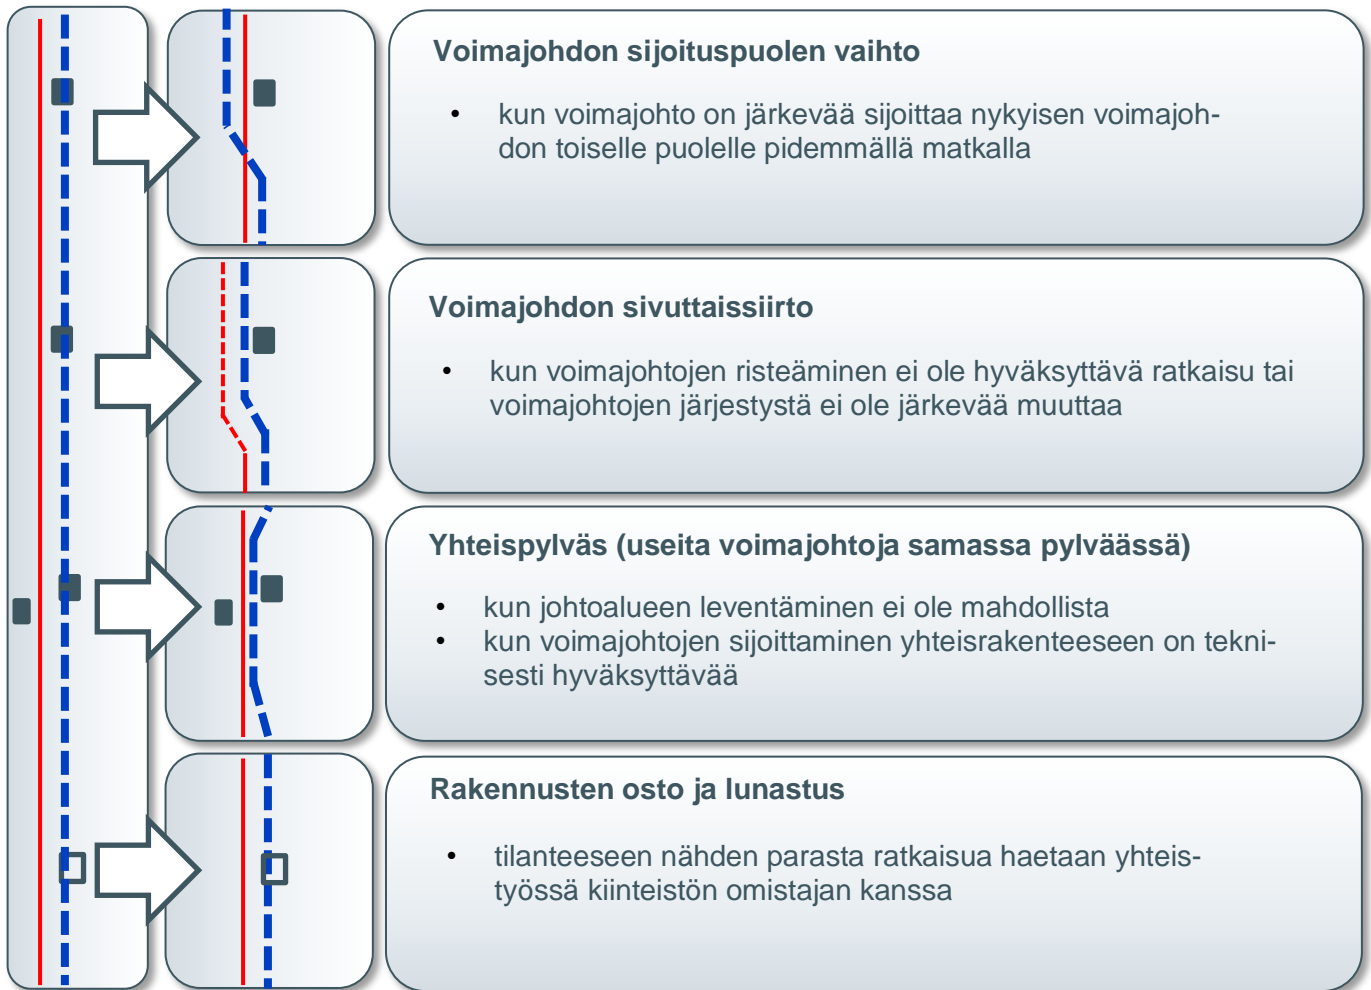 Voimajohdon sijoituspuolen vaihto
• kun voimajohto on järkevää sijoittaa nykyisen voimajoh-
don toiselle puolelle pidemmällä matkalla
Voimajohdon sivuttaissiirto
• kun voimajohtojen risteäminen ei ole hyväksyttävä ratkaisu tai
voimajohtojen järjestystä ei ole järkevää muuttaa
Yhteispylväs (useita voimajohtoja samassa pylväässä)
• kun johtoalueen leventäminen ei ole mahdollista
• kun voimajohtojen sijoittaminen yhteisrakenteeseen on tekni-
sesti hyväksyttävää
Rakennusten osto ja lunastus
• tilanteeseen nähden parasta ratkaisua haetaan yhteis-
työssä kiinteistön omistajan kanssa